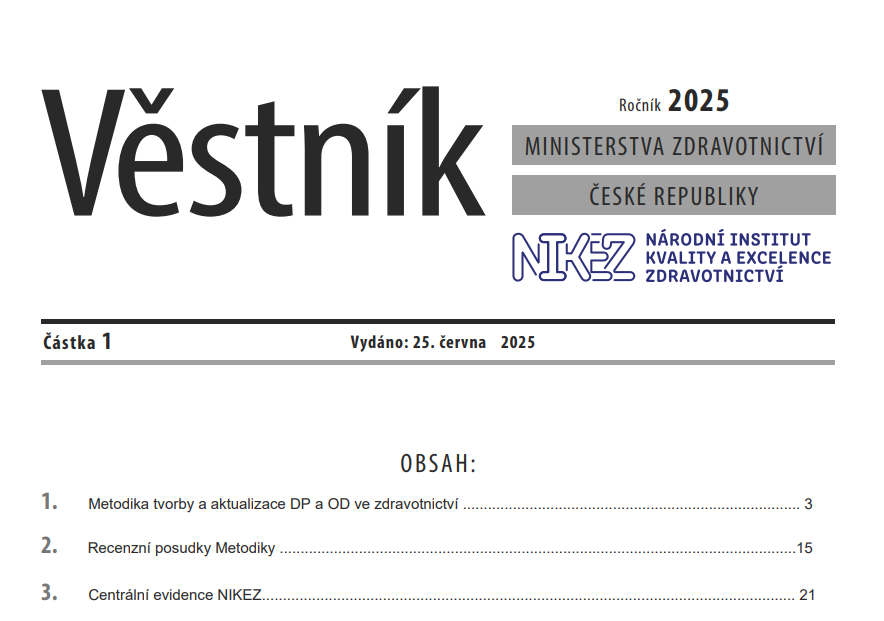 Věstník
Ročník 2025
MINISTERSTVA ZDRAVOTNICTVÍ
ČESKÉ REPUBLIKY
NIKEZ
NÁRODNÍ INSTITUT
KVALITY A EXCELENCE
ZDRAVOTNICTVÍ
Částka 1 Vydáno: 25. června 2025
OBSAH:
1. Metodika tvorby a aktualizace DP a OD ve zdravotnictví ................................................................................. 3
2. Recenzní posudky Metodiky ............................................................................................................................15
3. Centrální evidence NIKEZ................................................................................................................................ 21